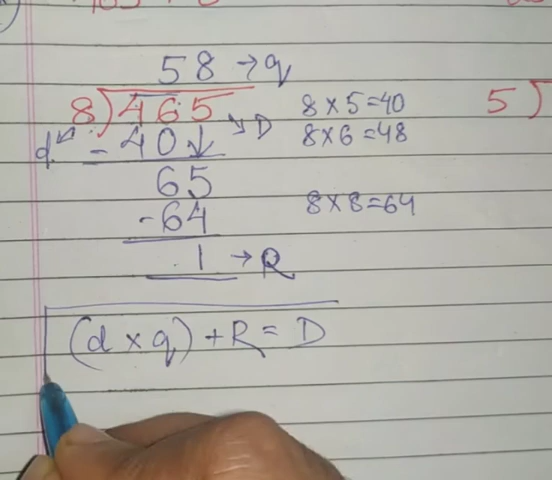 58 → q
8)465 → D 8×5=40 5)
d - 40↓ 8×6=48
65
-64 8×8=64
1 → R
(d × q) + R = D